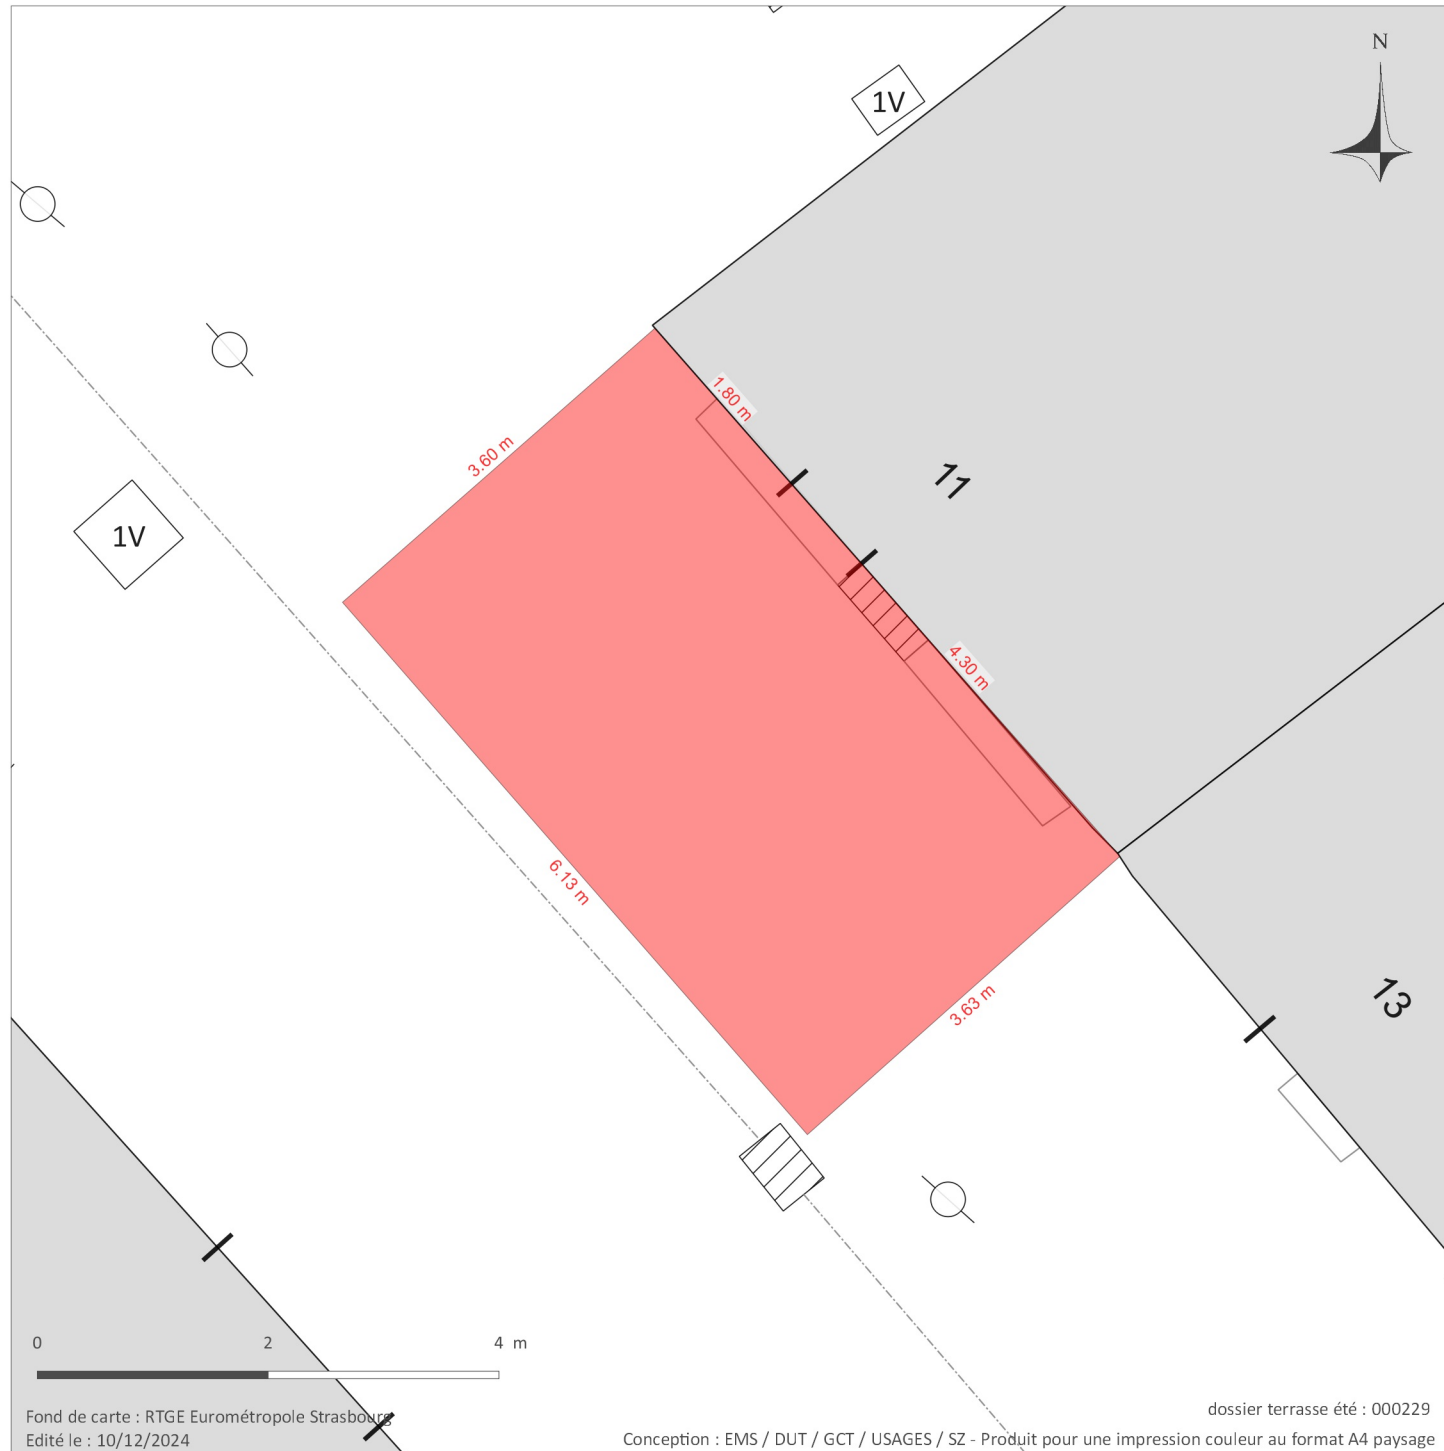 N
1V
1.80 m
3.60 m
11
1V
4.30 m
6.13 m
3.63 m
13
0 2 4 m
Fond de carte : RTGE Eurométropole Strasbourg
Edité le : 10/12/2024
dossier terrasse été : 000229
Conception : EMS / DUT / GCT / USAGES / SZ - Produit pour une impression couleur au format A4 paysage